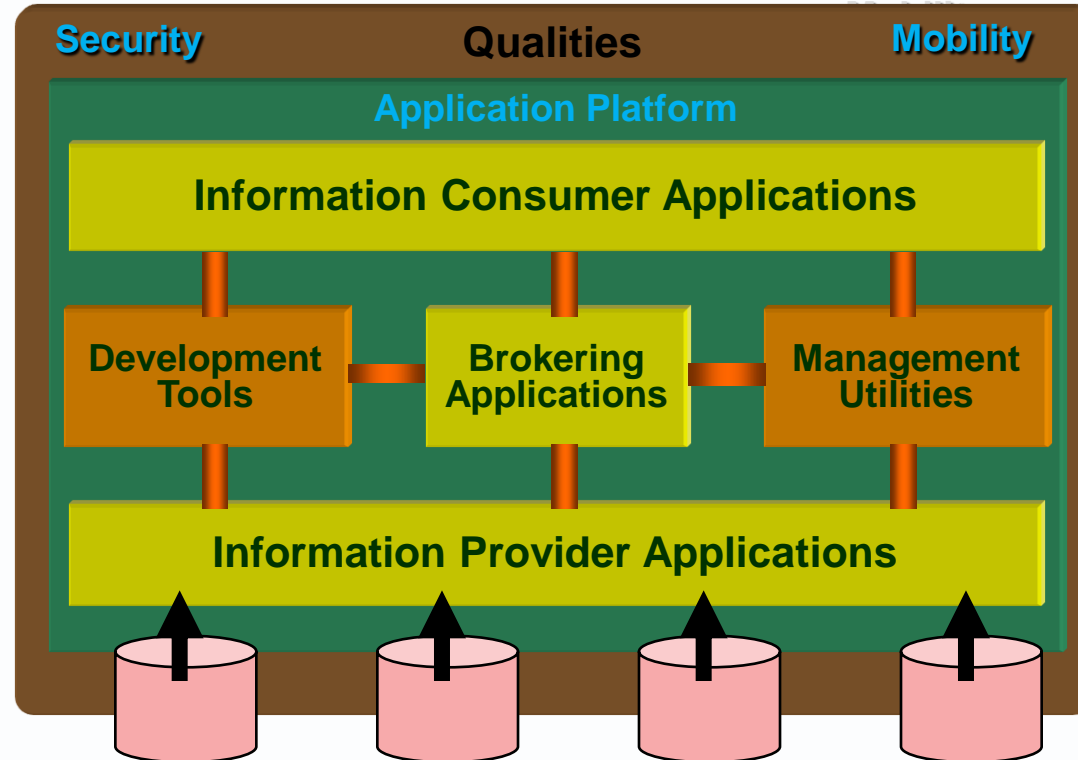 Security
Qualities
Mobility
Application Platform
Information Consumer Applications
Development
Tools
Brokering
Applications
Management
Utilities
Information Provider Applications